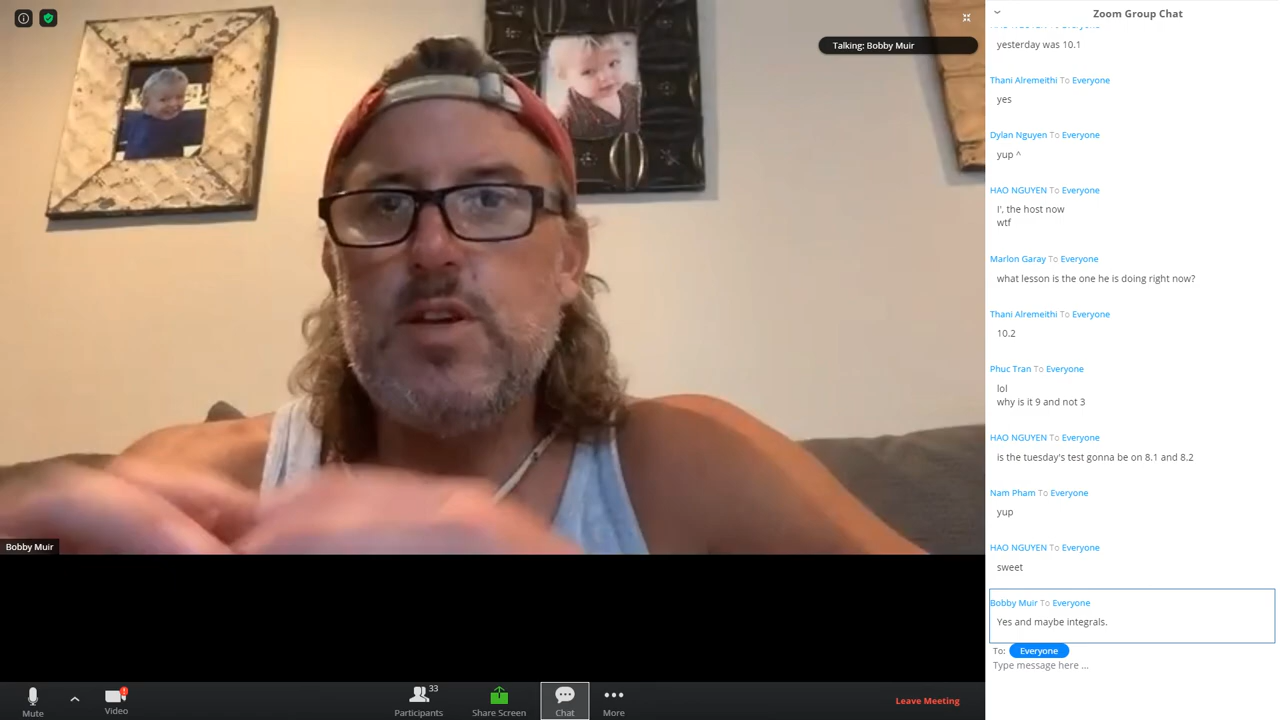 Talking: Bobby Muir
Bobby Muir
Mute
Video
33
Participants
Share Screen
Chat
More
Leave Meeting
Zoom Group Chat
HAO NGUYEN To Everyone
yesterday was 10.1
Thani Alremeithi To Everyone
yes
Dylan Nguyen To Everyone
yup ^
HAO NGUYEN To Everyone
I', the host now
wtf
Marlon Garay To Everyone
what lesson is the one he is doing right now?
Thani Alremeithi To Everyone
10.2
Phuc Tran To Everyone
lol
why is it 9 and not 3
HAO NGUYEN To Everyone
is the tuesday's test gonna be on 8.1 and 8.2
Nam Pham To Everyone
yup
HAO NGUYEN To Everyone
sweet
Bobby Muir To Everyone
Yes and maybe integrals.
To: Everyone
Type message here ...